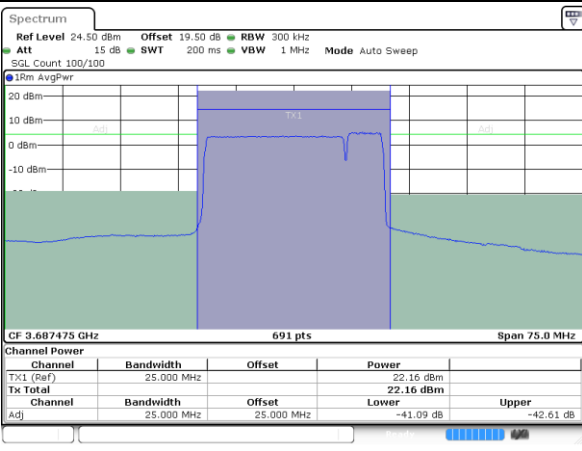 Spectrum
Ref Level 24.50 dBm Offset 19.50 dB RBW 300 kHz
Att 15 dB SWT 200 ms VBW 1 MHz Mode Auto Sweep
SGL Count 100/100
1Rm AvgPwr
20 dBm
TX1
10 dBm
Adj Adj
0 dBm
-10 dBm
CF 3.687475 GHz 691 pts Span 75.0 MHz
Channel Power
Channel Bandwidth Offset Power
TX1 (Ref) 25.000 MHz 22.16 dBm
Tx Total 22.16 dBm
Channel Bandwidth Offset Lower Upper
Adj 25.000 MHz 25.000 MHz -41.09 dB -42.61 dB